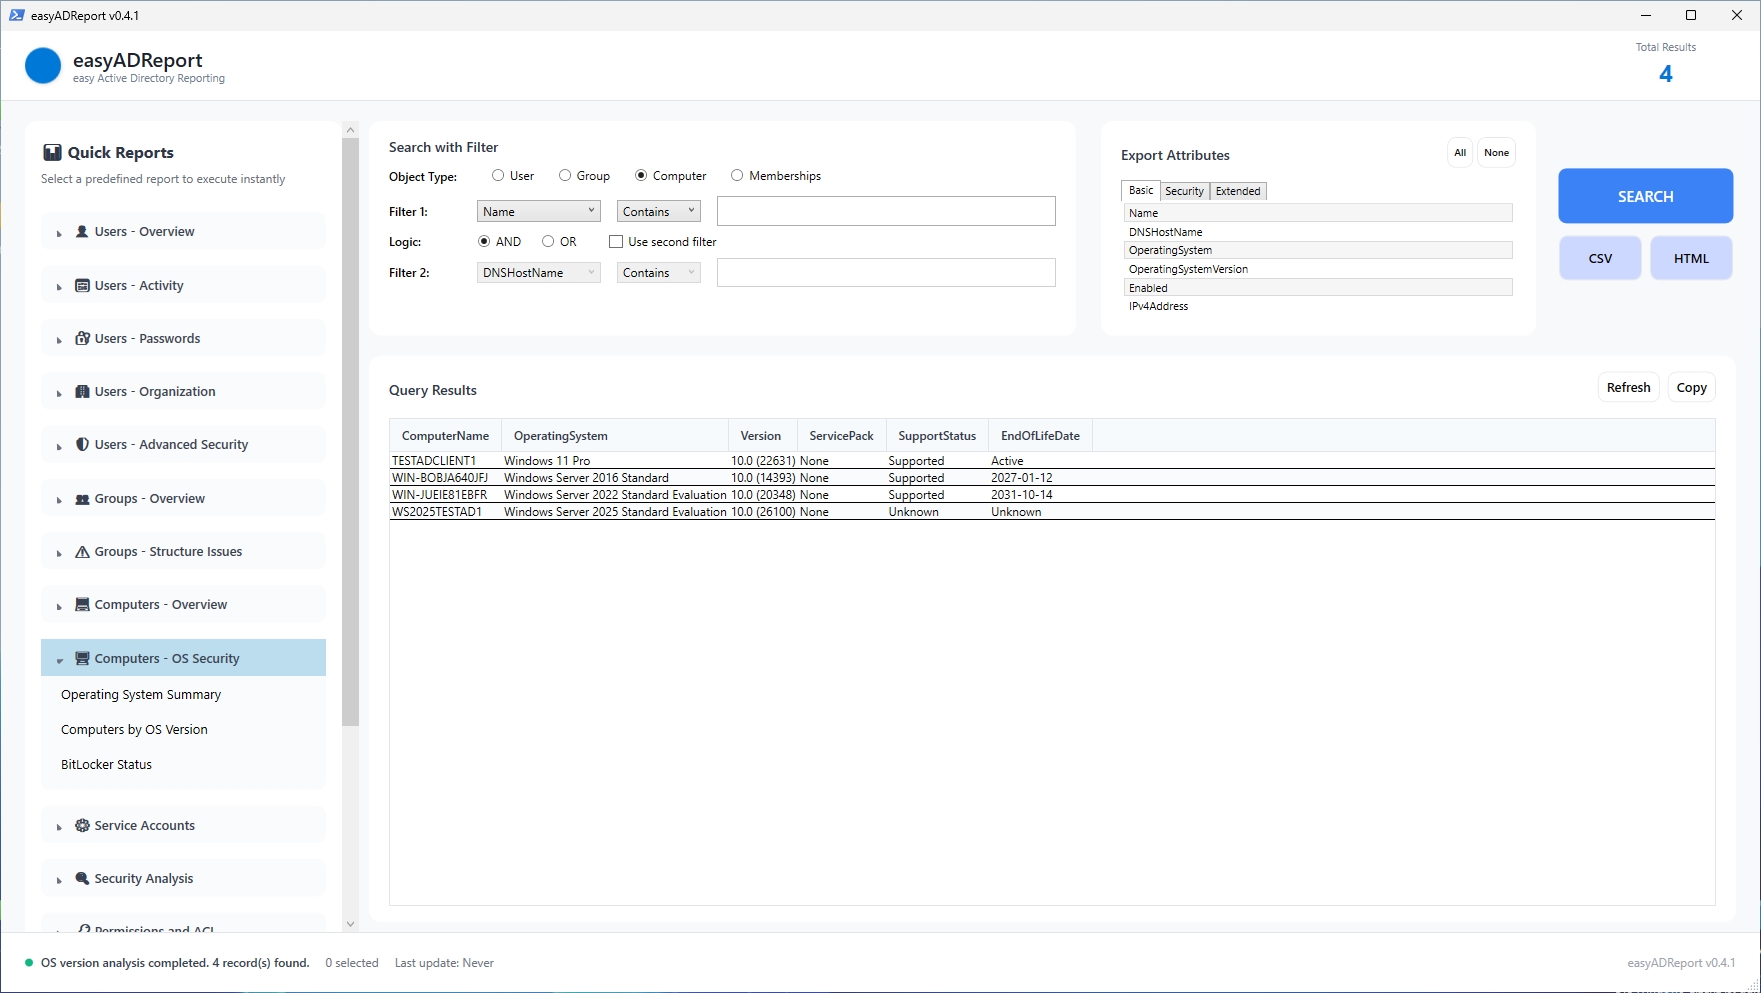 easyADReport v0.4.1
easyADReport
easy Active Directory Reporting
Total Results
4
Quick Reports
Select a predefined report to execute instantly
Users - Overview
Users - Activity
Users - Passwords
Users - Organization
Users - Advanced Security
Groups - Overview
Groups - Structure Issues
Computers - Overview
Computers - OS Security
Operating System Summary
Computers by OS Version
BitLocker Status
Service Accounts
Security Analysis
Permissions and ACL
Search with Filter
Object Type: User Group Computer Memberships
Filter 1: Name Contains
Logic: AND OR Use second filter
Filter 2: DNSHostName Contains
Export Attributes
All None
Basic Security Extended
Name
DNSHostName
OperatingSystem
OperatingSystemVersion
Enabled
IPv4Address
SEARCH
CSV HTML
Query Results
Refresh Copy
ComputerName OperatingSystem Version ServicePack SupportStatus EndOfLifeDate
TESTADCLIENT1 Windows 11 Pro 10.0 (22631) None Supported Active
WIN-BOBJA640JFJ Windows Server 2016 Standard 10.0 (14393) None Supported 2027-01-12
WIN-JUEIE81EBFR Windows Server 2022 Standard Evaluation 10.0 (20348) None Supported 2031-10-14
WS2025TESTAD1 Windows Server 2025 Standard Evaluation 10.0 (26100) None Unknown Unknown
OS version analysis completed. 4 record(s) found. 0 selected Last update: Never
easyADReport v0.4.1